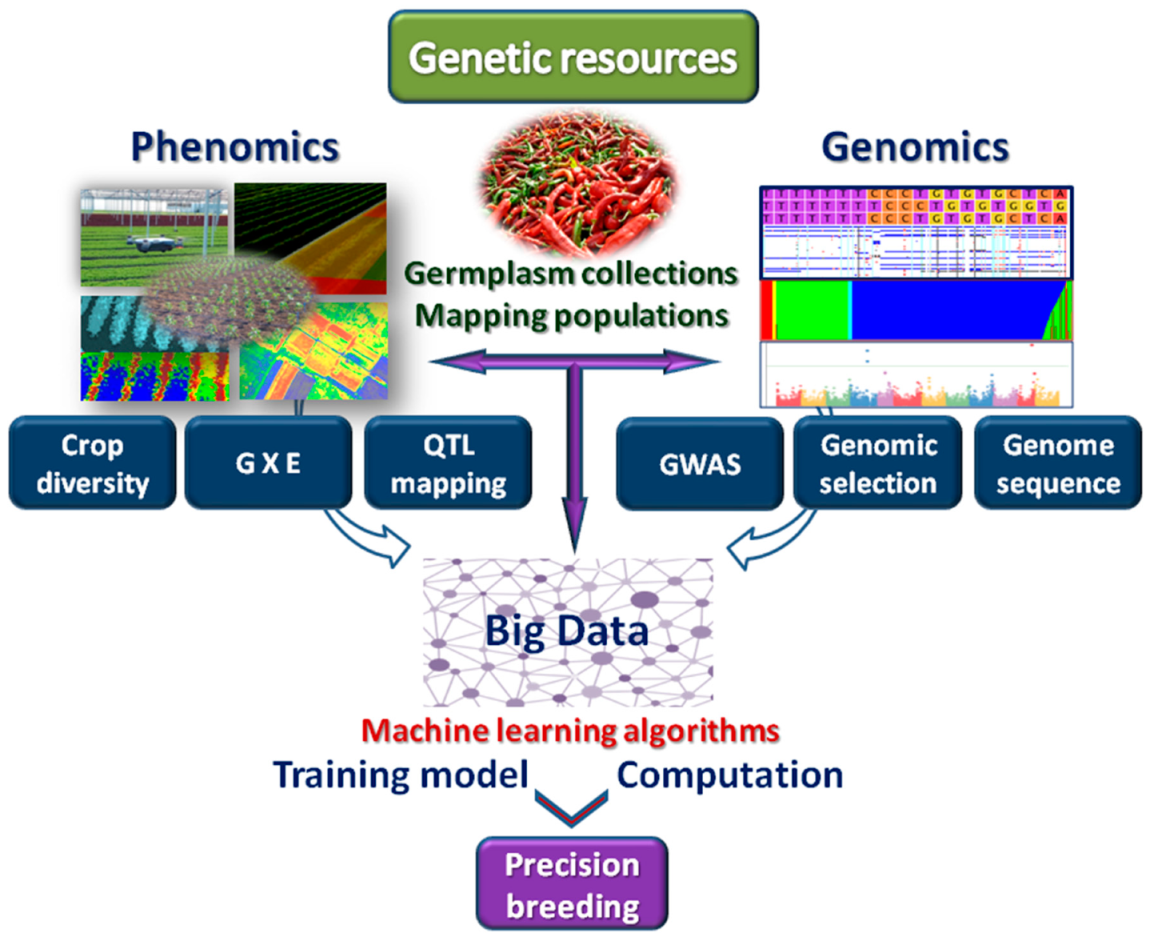 Genetic resources
Phenomics
Genomics
T T T T T T T C C C T G T G T G C T C A
T T T T T T T T C C C T G T G T G G T G
T T T T T T T C C C T G T G T G C T C A
Germplasm collections
Mapping populations
Crop
diversity
G X E
QTL
mapping
GWAS
Genomic
selection
Genome
sequence
Big Data
Machine learning algorithms
Training model
Computation
Precision
breeding